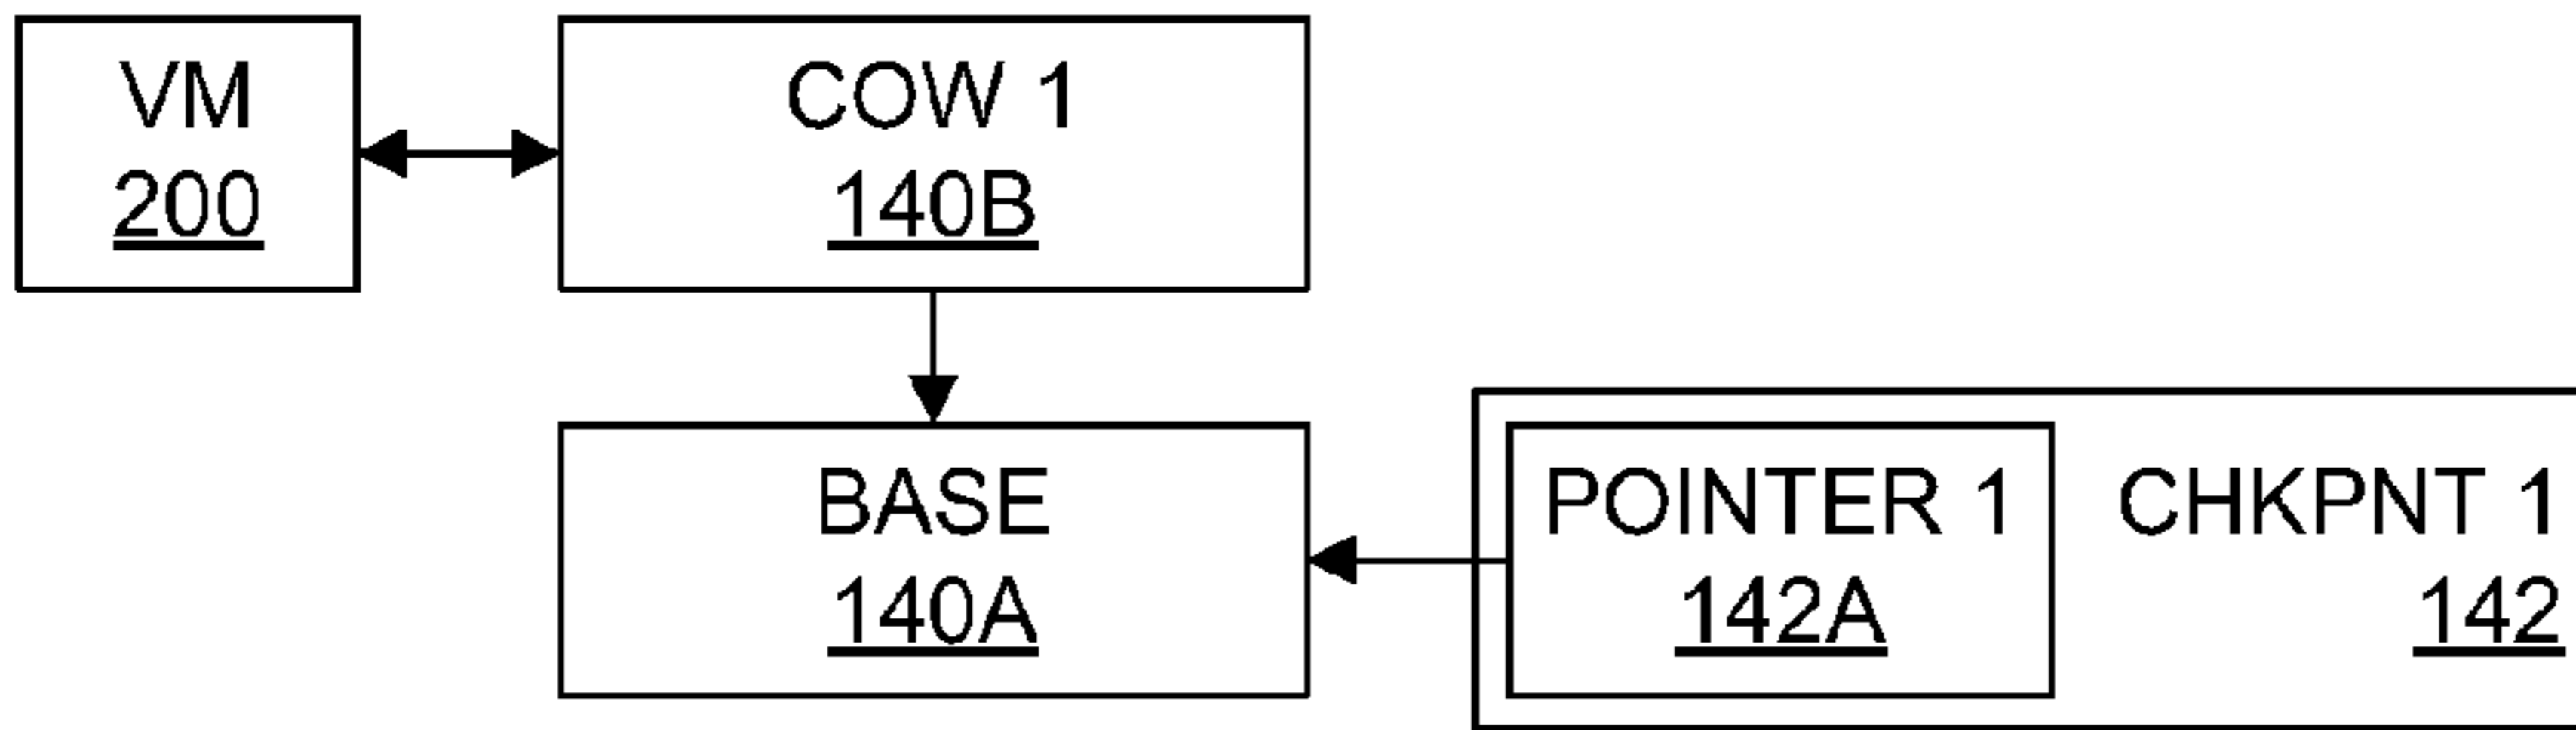 VM
200
COW 1
140B
BASE
140A
POINTER 1
142A
CHKPNT 1
142